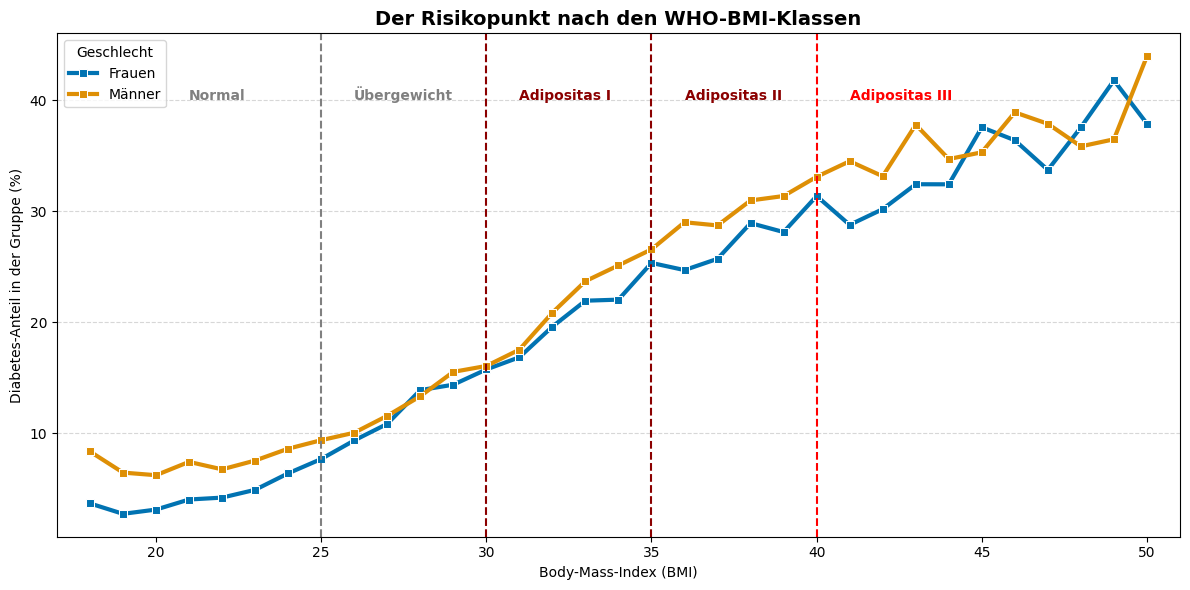 Der Risikopunkt nach den WHO-BMI-Klassen
Geschlecht
Frauen
Männer
Normal
Übergewicht
Adipositas I
Adipositas II
Adipositas III
Diabetes-Anteil in der Gruppe (%)
40
30
20
10
20 25 30 35 40 45 50
Body-Mass-Index (BMI)